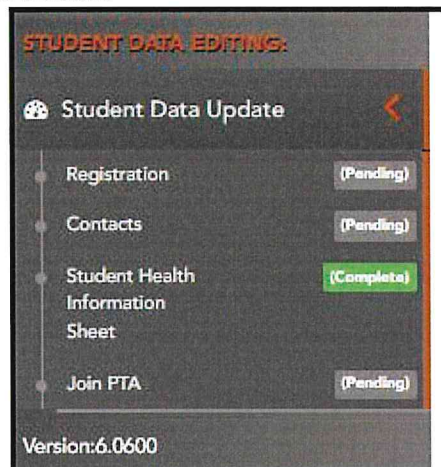 STUDENT DATA EDITING:
Student Data Update
Registration (Pending)
Contacts (Pending)
Student Health (Complete)
Information
Sheet
Join PTA (Pending)
Version:6.0600